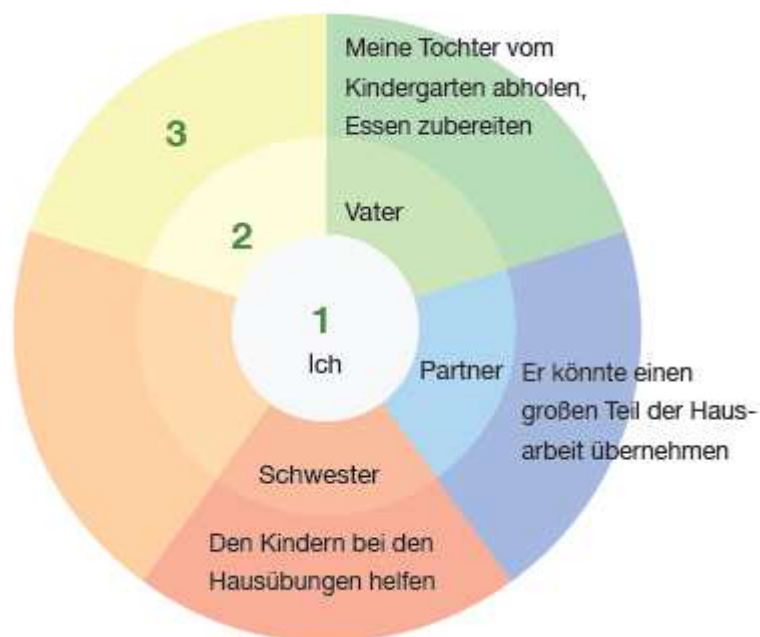 Meine Tochter vom
Kindergarten abholen,
Essen zubereiten
3
Vater
2
1
Ich
Partner
Er könnte einen
großen Teil der Haus-
arbeit übernehmen
Schwester
Den Kindern bei den
Hausübungen helfen